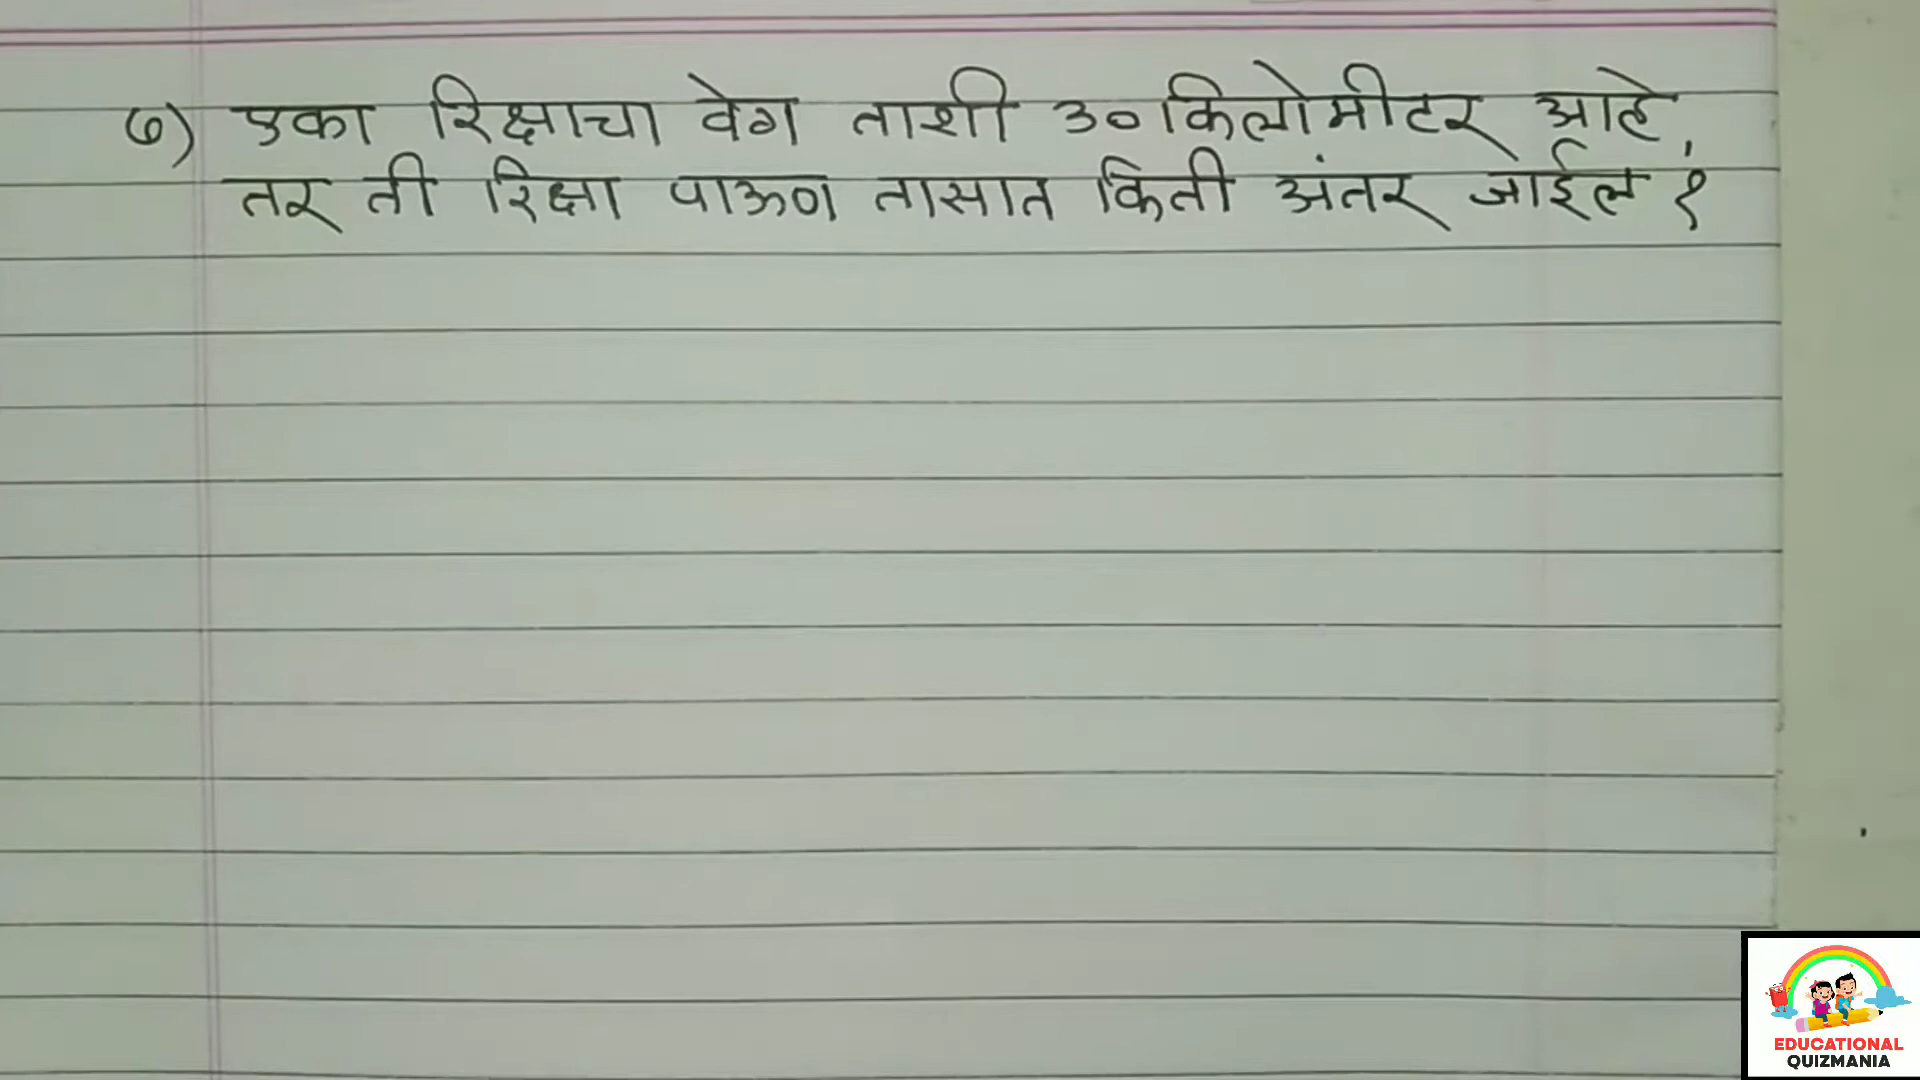 ७) एका रिक्षाचा वेग ताशी ३० किलोमीटर आहे,
तर ती रिक्षा पाऊण तासात किती अंतर जाईल ?
EDUCATIONAL
QUIZMANIA